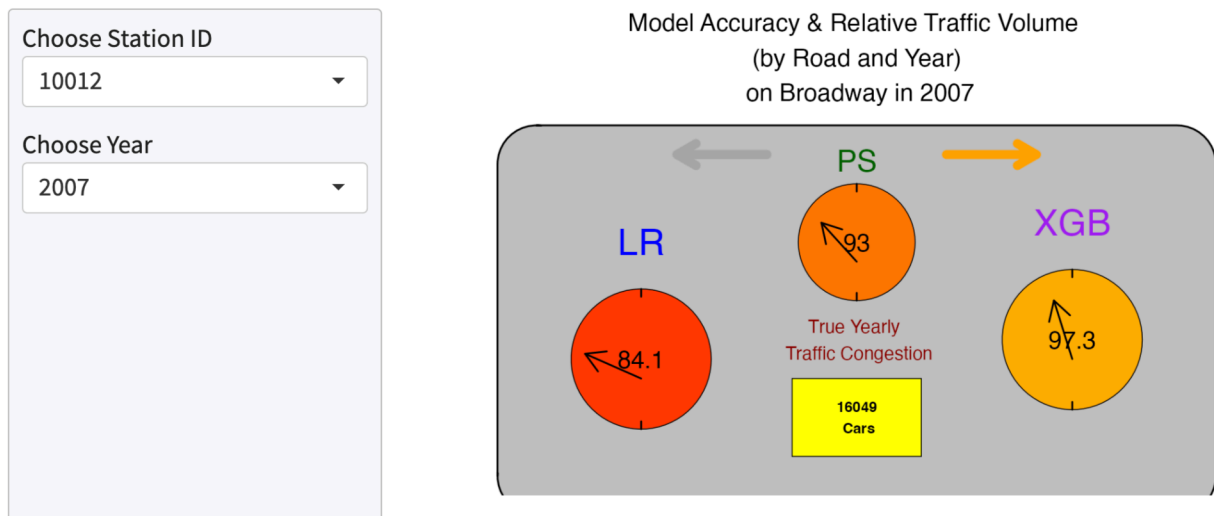 Choose Station ID
10012
Choose Year
2007
Model Accuracy & Relative Traffic Volume
(by Road and Year)
on Broadway in 2007
PS
93
LR
84.1
XGB
97.3
True Yearly
Traffic Congestion
16049
Cars